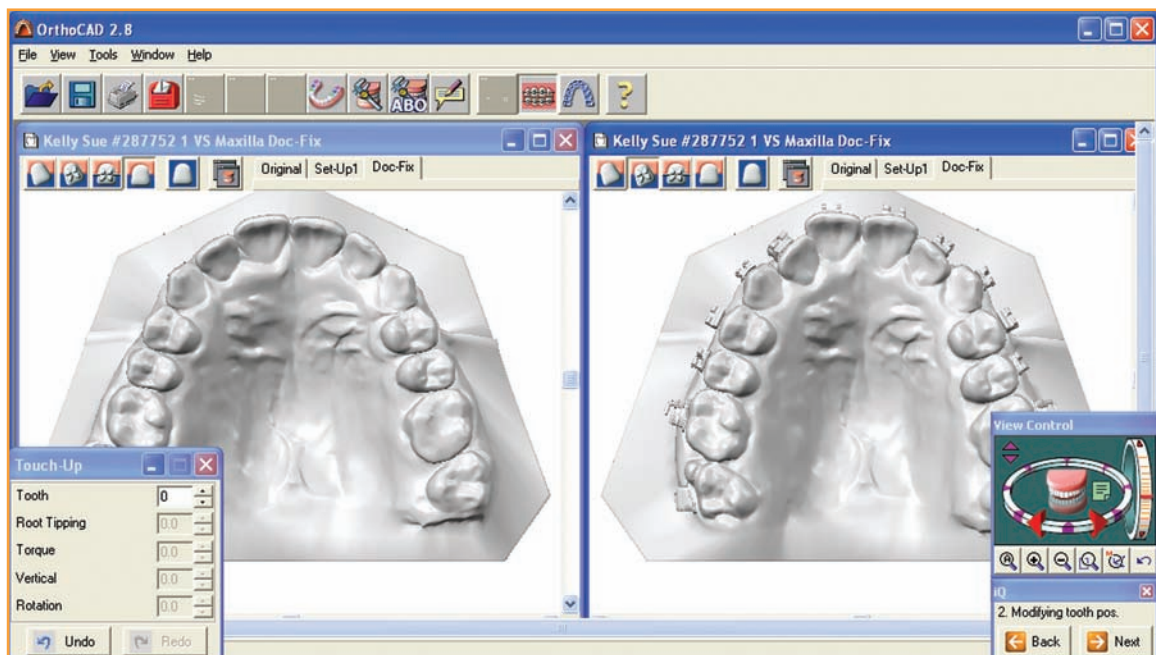 OrthoCAD 2.8
File View Tools Window Help
ABO
?
Kelly Sue #287752 1 VS Maxilla Doc-Fix
Original Set-Up1 Doc-Fix
Kelly Sue #287752 1 VS Maxilla Doc-Fix
Original Set-Up1 Doc-Fix
Touch-Up
Tooth 0
Root Tipping 0.0
Torque 0.0
Vertical 0.0
Rotation 0.0
Undo Redo
View Control
iQ
2. Modifying tooth pos.
Back Next